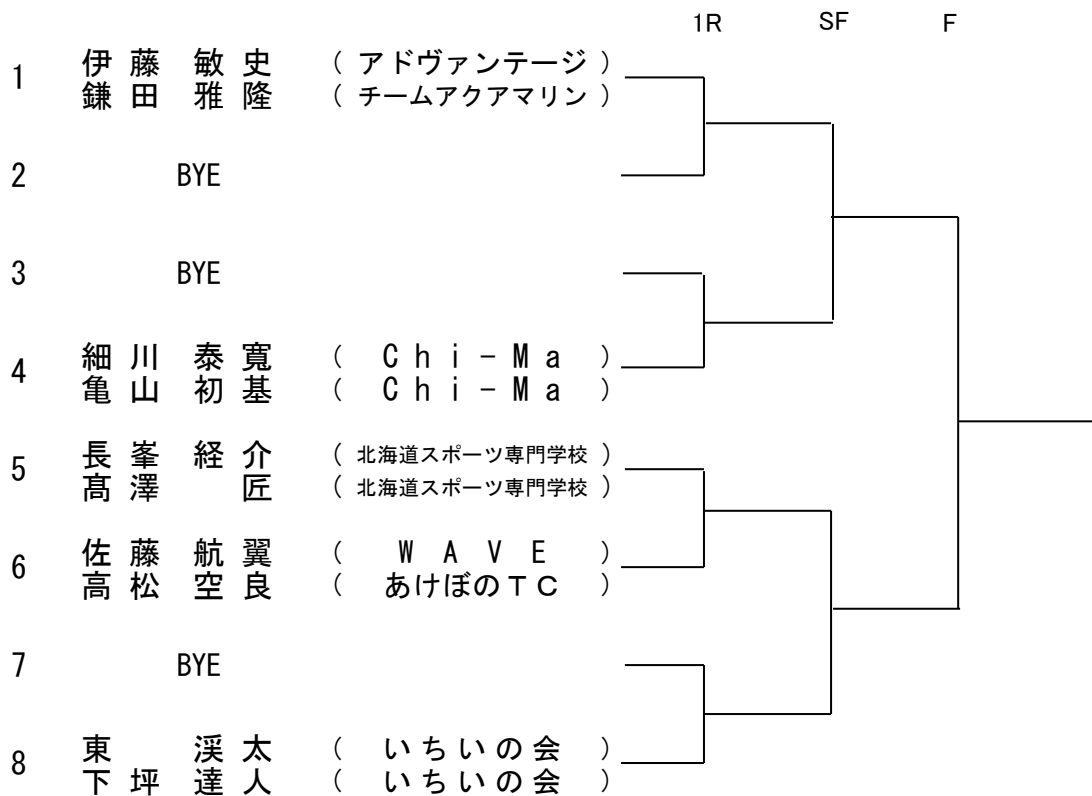 1R SF F
1 伊藤 敏史 (アドヴァンテージ)
鎌田 雅隆 (チームアクアマリン)
2 BYE
3 BYE
4 細川 泰寛 (Chi-Ma)
亀山 初基 (Chi-Ma)
5 長峯 経介 (北海道スポーツ専門学校)
髙澤 匠 (北海道スポーツ専門学校)
6 佐藤 航翼 (WAVE)
高松 空良 (あけぼのTC)
7 BYE
8 東 渓太 (いちいの会)
下坪 達人 (いちいの会)